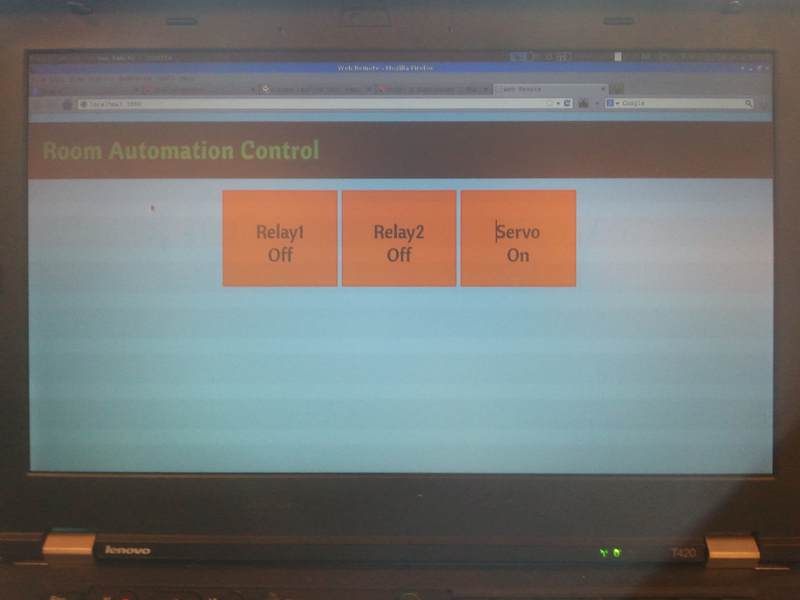 Web Remote - Mozilla Firefox
Web Remote
localhost:3000
Google
Room Automation Control
Relay1
Off
Relay2
Off
Servo
On
lenovo
T420